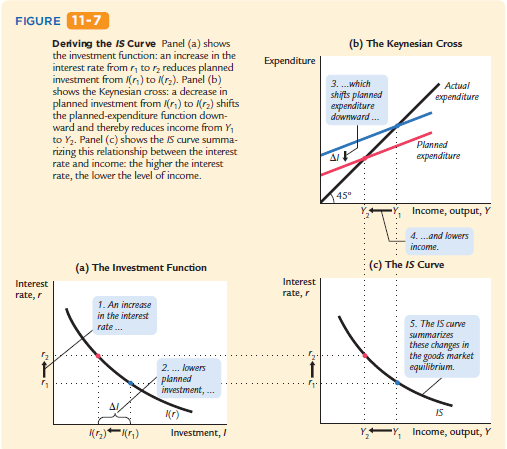 FIGURE 11-7
Deriving the IS Curve Panel (a) shows
the investment function: an increase in the
interest rate from r₁ to r₂ reduces planned
investment from I(r₁) to I(r₂). Panel (b)
shows the Keynesian cross: a decrease in
planned investment from I(r₁) to I(r₂) shifts
the planned-expenditure function down-
ward and thereby reduces income from Y₁
to Y₂. Panel (c) shows the IS curve summa-
rizing this relationship between the interest
rate and income: the higher the interest
rate, the lower the level of income.
(b) The Keynesian Cross
Expenditure
3. ...which
shifts planned
expenditure
downward ...
Actual
expenditure
Planned
expenditure
ΔI
45°
Y₂ Y₁ Income, output, Y
4. ...and lowers
income.
(a) The Investment Function
Interest
rate, r
1. An increase
in the interest
rate ...
2. ... lowers
planned
investment, ...
r₂
r₁
ΔI
I(r)
I(r₂) I(r₁) Investment, I
(c) The IS Curve
Interest
rate, r
5. The IS curve
summarizes
these changes in
the goods market
equilibrium.
r₂
r₁
IS
Y₂ Y₁ Income, output, Y